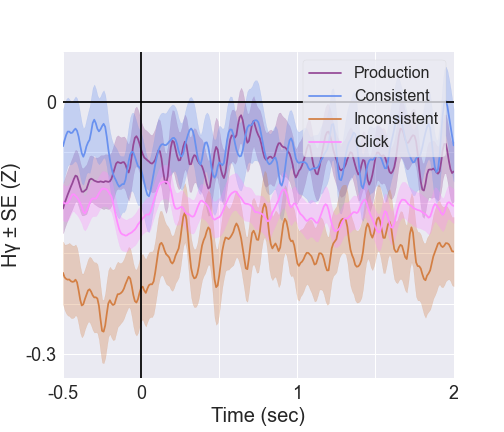 Production
Consistent
Inconsistent
Click
0
-0.3
Hγ ± SE (Z)
-0.5
0
1
2
Time (sec)